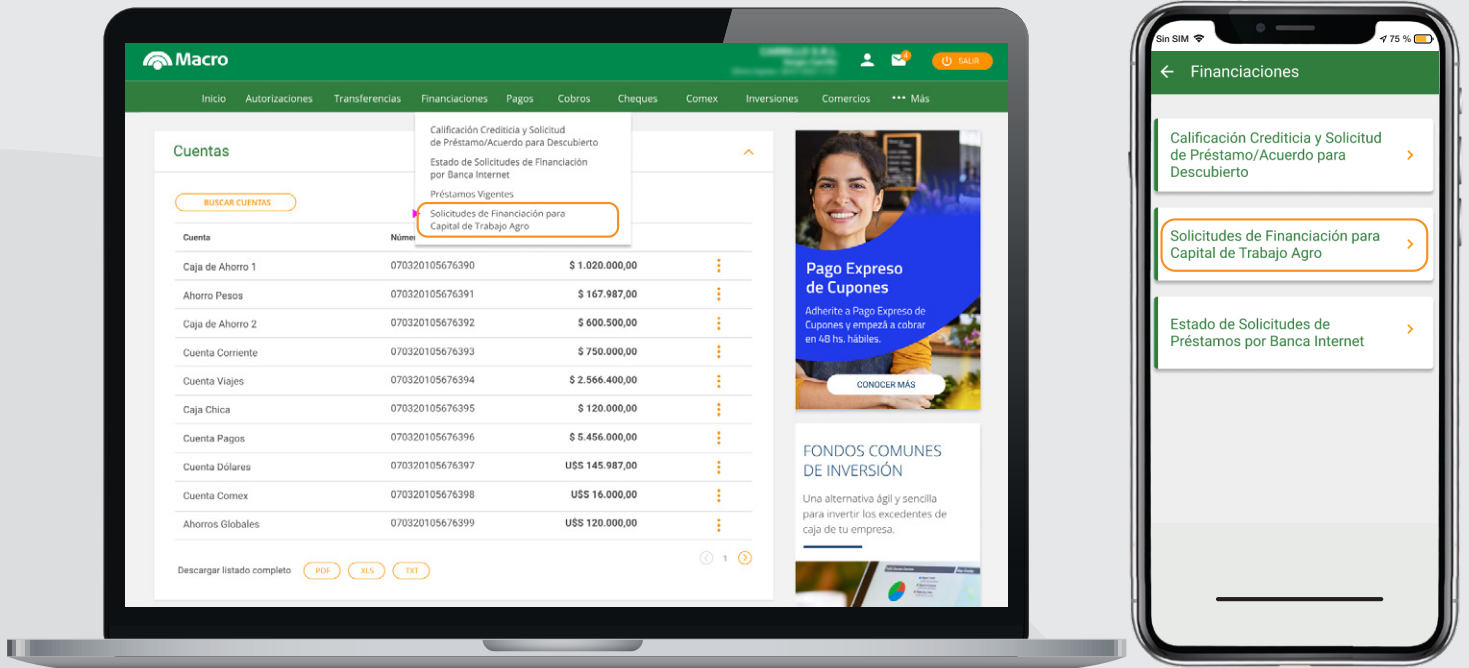 Macro
4
SALIR
Inicio Autorizaciones Transferencias Financiaciones Pagos Cobros Cheques Comex Inversiones Comercios ••• Más
Calificación Crediticia y Solicitud
de Préstamo/Acuerdo para Descubierto
Estado de Solicitudes de Financiación
por Banca Internet
Préstamos Vigentes
Solicitudes de Financiación para
Capital de Trabajo Agro
Cuentas
BUSCAR CUENTAS
Cuenta
Caja de Ahorro 1 070320105676390 $ 1.020.000,00
Ahorro Pesos 070320105676391 $ 167.987,00
Caja de Ahorro 2 070320105676392 $ 600.500,00
Cuenta Corriente 070320105676393 $ 750.000,00
Cuenta Viajes 070320105676394 $ 2.566.400,00
Caja Chica 070320105676395 $ 120.000,00
Cuenta Pagos 070320105676396 $ 5.456.000,00
Cuenta Dólares 070320105676397 U$S 145.987,00
Cuenta Comex 070320105676398 U$S 16.000,00
Ahorros Globales 070320105676399 U$S 120.000,00
1
Descargar listado completo PDF XLS TXT
Pago Expreso
de Cupones
Adherite a Pago Expreso de
Cupones y empezá a cobrar
en 48 hs. hábiles.
CONOCER MÁS
FONDOS COMUNES
DE INVERSIÓN
Una alternativa ágil y sencilla
para invertir los excedentes de
caja de tu empresa.
Sin SIM 75 %
Financiaciones
Calificación Crediticia y Solicitud
de Préstamo/Acuerdo para
Descubierto
Solicitudes de Financiación para
Capital de Trabajo Agro
Estado de Solicitudes de
Préstamos por Banca Internet